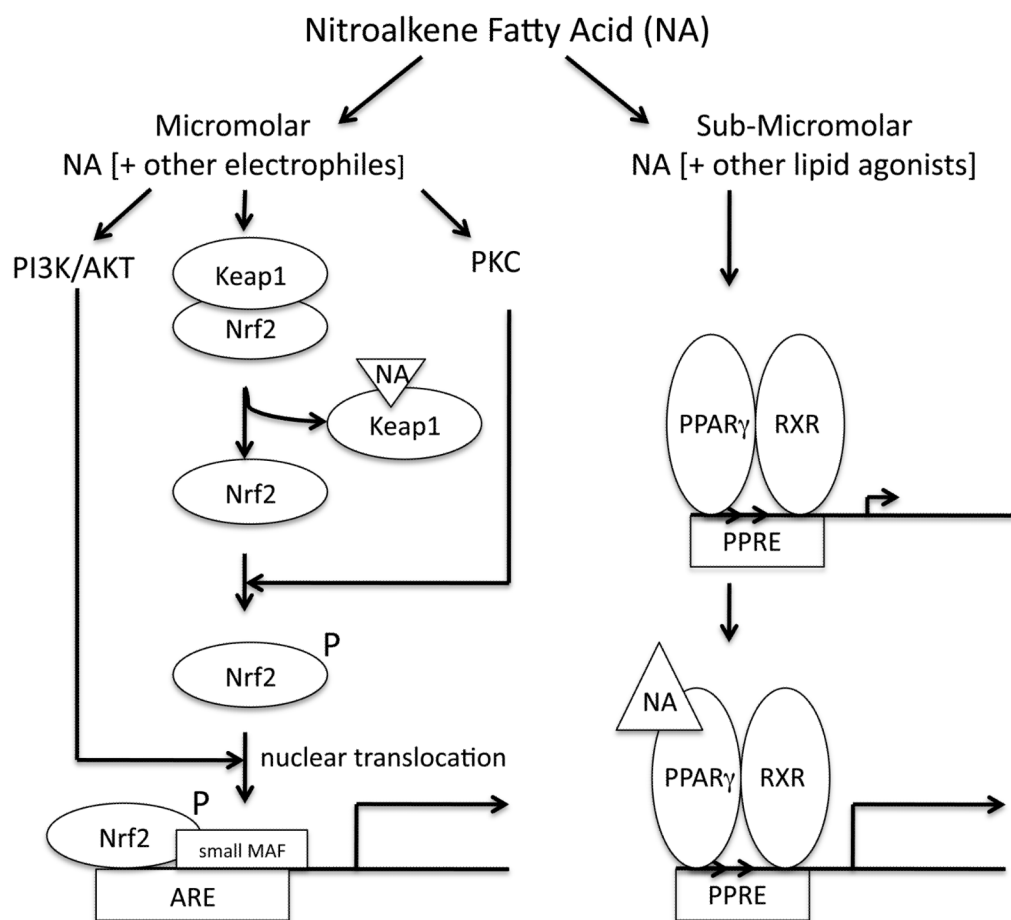 Nitroalkene Fatty Acid (NA)
Micromolar
NA [+ other electrophiles]
Sub-Micromolar
NA [+ other lipid agonists]
PI3K/AKT
Keap1
Nrf2
PKC
NA
Keap1
Nrf2
PPARγ
RXR
PPRE
Nrf2
P
nuclear translocation
Nrf2
P
small MAF
ARE
NA
PPARγ
RXR
PPRE